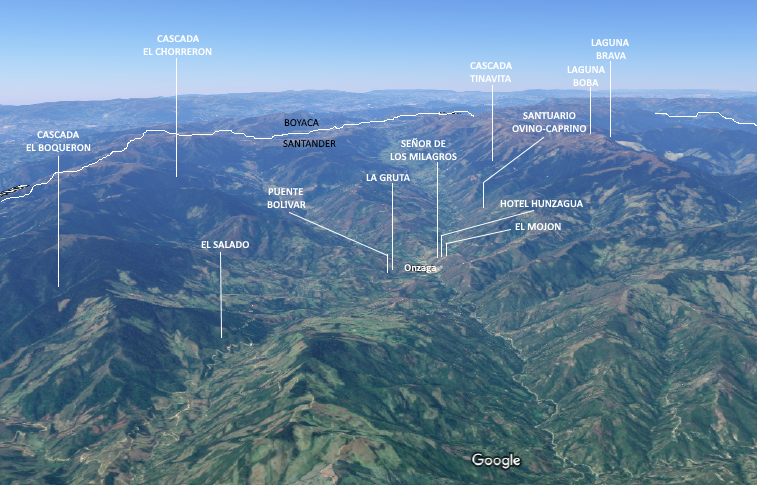 CASCADA
EL CHORRERON
LAGUNA
BRAVA
CASCADA
TINAVITA
LAGUNA
BOBA
BOYACA
SANTANDER
SANTUARIO
OVINO-CAPRINO
CASCADA
EL BOQUERON
SEÑOR DE
LOS MILAGROS
LA GRUTA
PUENTE
BOLIVAR
HOTEL HUNZAGUA
EL MOJON
EL SALADO
Onzaga
Google